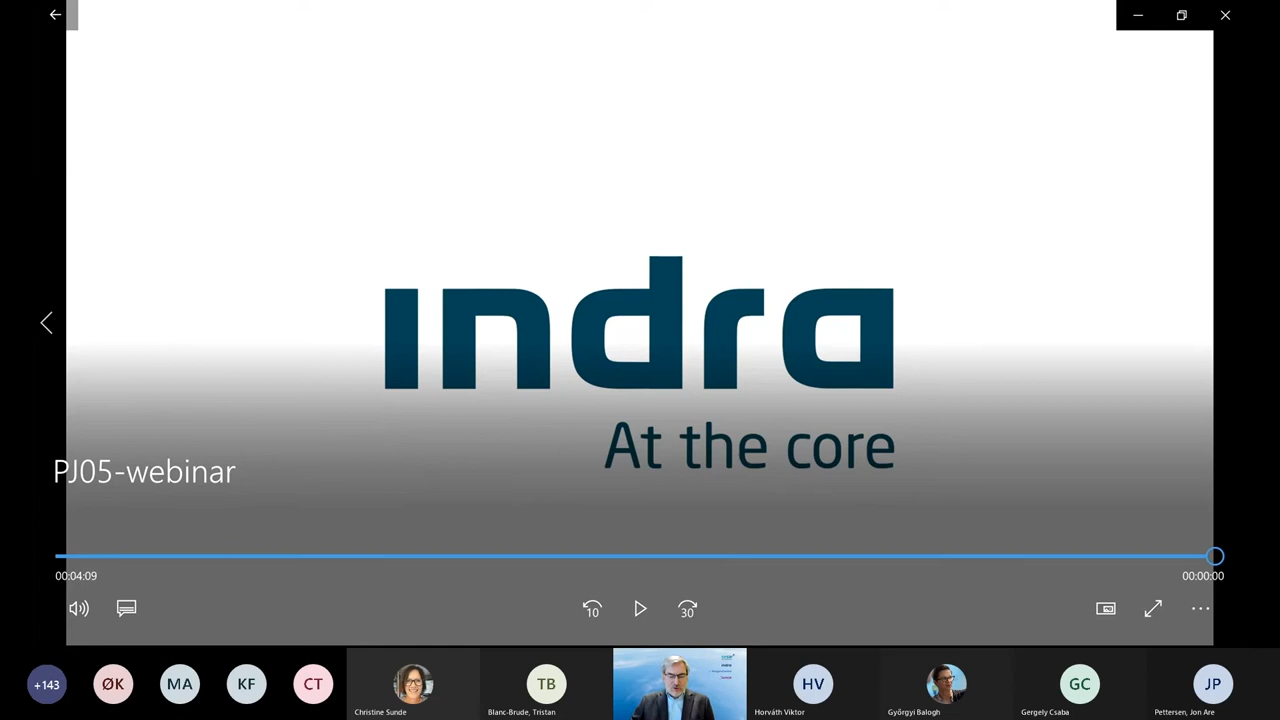 indra
At the core
PJ05-webinar
00:04:09
00:00:00
10
30
+143
ØK
MA
KF
CT
TB
HV
GC
JP
Christine Sunde
Blanc-Brude, Tristan
Horváth Viktor
Györgyi Balogh
Gergely Csaba
Pettersen, Jon Are